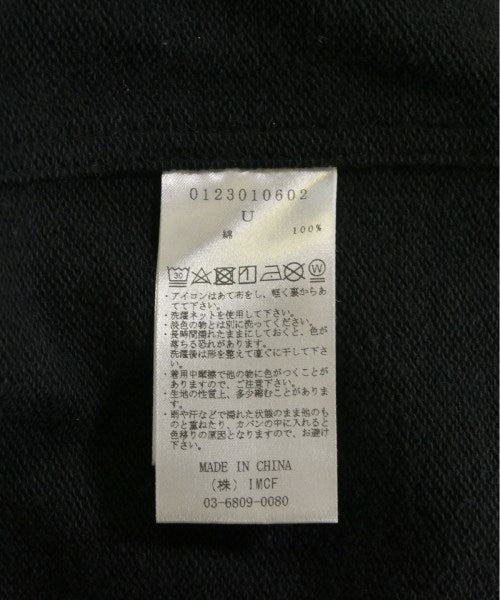 0123010602
U
綿 100%
30 W
・アイロンはあて布をし、軽く裏からあ
てて下さい。
・洗濯ネットを使用して下さい。
・淡色の物とは別に洗ってください。
・長時間濡れたままにしておくと、色が
落ちる恐れがあります。
洗濯後は形を整えて直ぐに干して下さ
い。
・着用中摩擦で他の物に色がつくことが
ありますので、ご注意下さい。
・生地の性質上、多少縮むことがありま
す。
・雨や汗などで濡れた状態のまま他のも
のと重ねたり、カバンの中に入れると
色移りの原因となりますので、お避け
下さい。
MADE IN CHINA
(株) IMCF
03-6809-0080